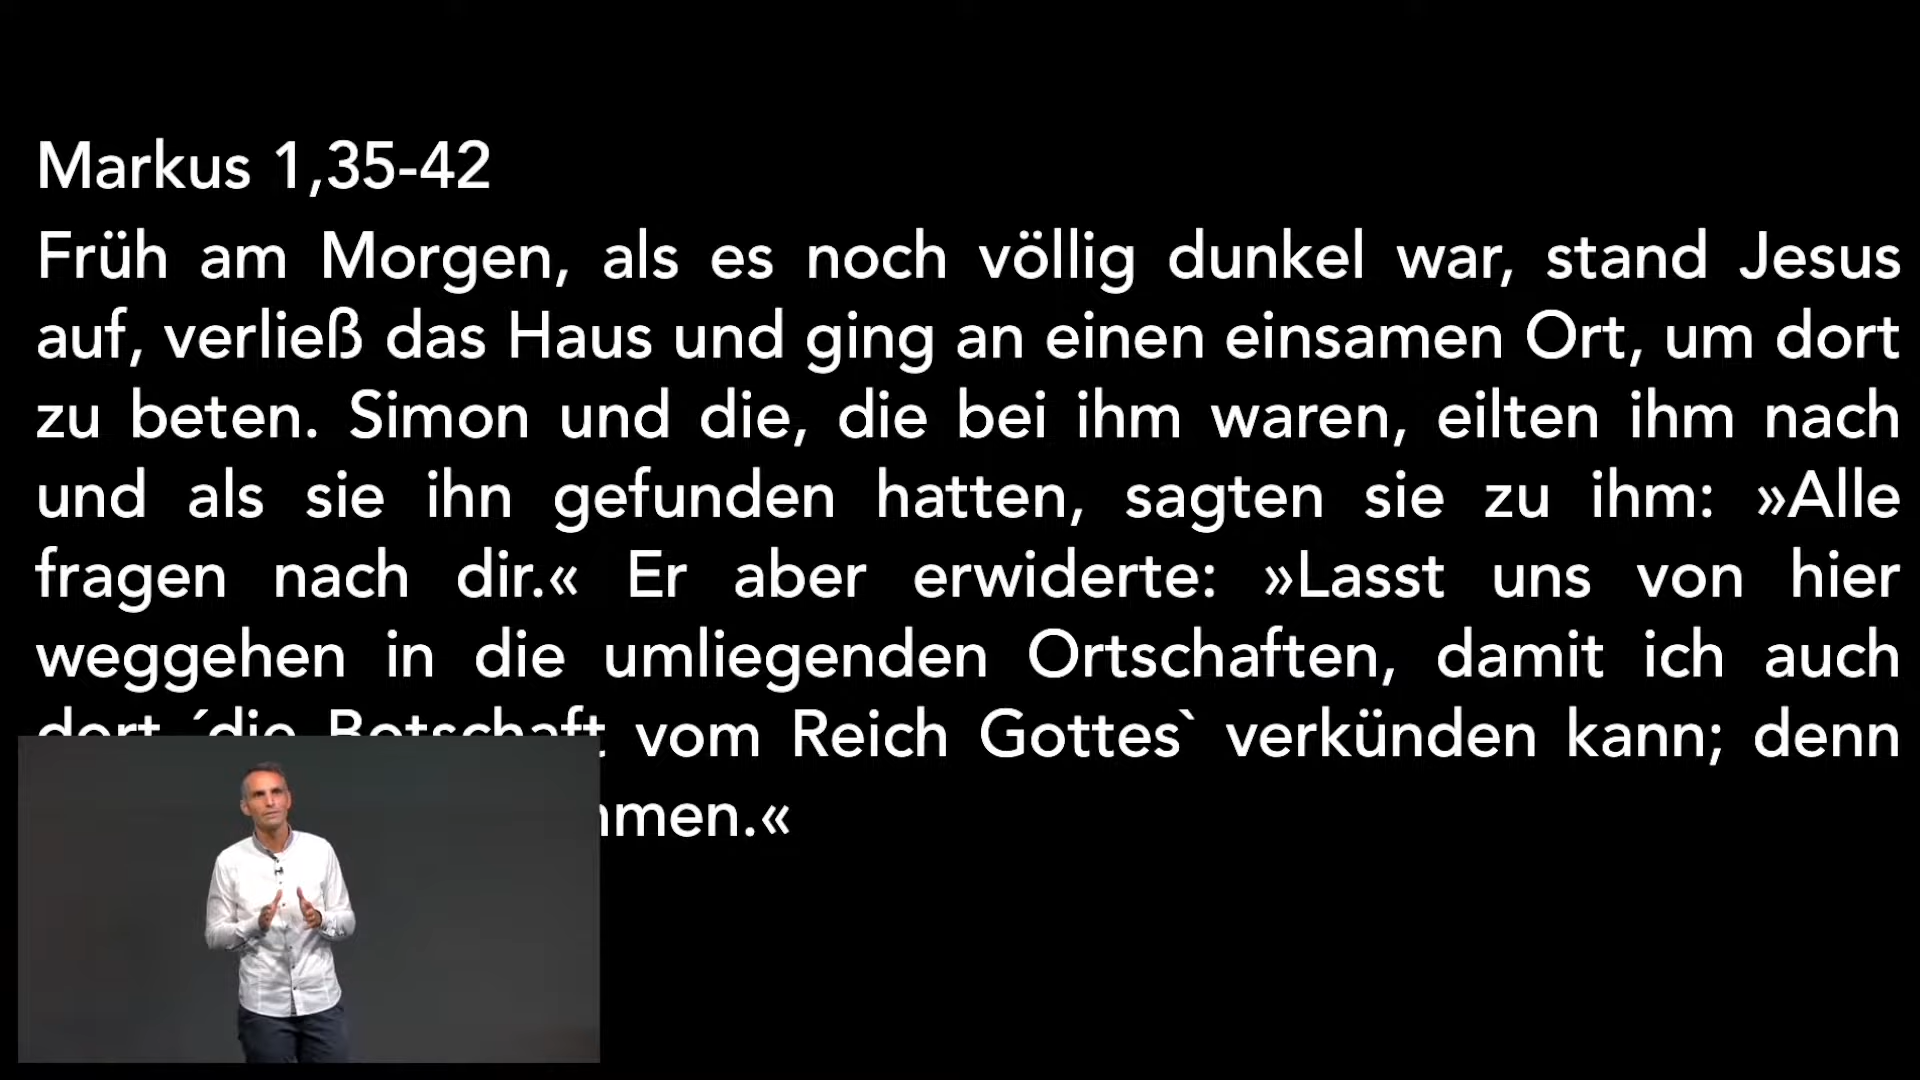 Markus 1,35-42
Früh am Morgen, als es noch völlig dunkel war, stand Jesus
auf, verließ das Haus und ging an einen einsamen Ort, um dort
zu beten. Simon und die, die bei ihm waren, eilten ihm nach
und als sie ihn gefunden hatten, sagten sie zu ihm: »Alle
fragen nach dir.« Er aber erwiderte: »Lasst uns von hier
weggehen in die umliegenden Ortschaften, damit ich auch
dort ´die Botschaft vom Reich Gottes` verkünden kann; denn